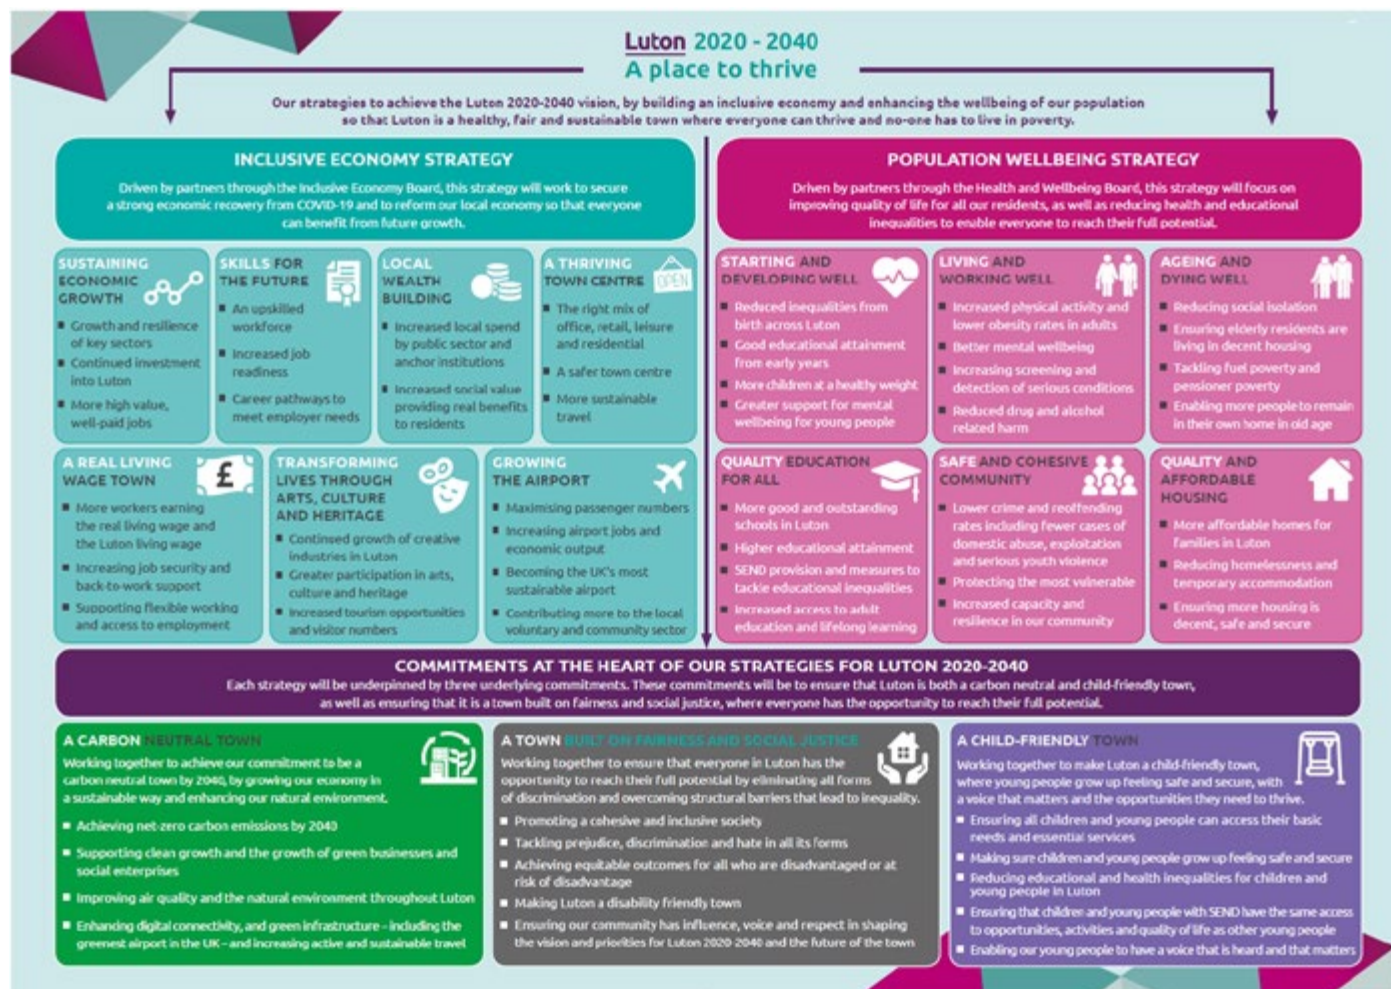 Luton 2020 - 2040
A place to thrive
Our strategies to achieve the Luton 2020-2040 vision, by building an inclusive economy and enhancing the wellbeing of our population
so that Luton is a healthy, fair and sustainable town where everyone can thrive and no-one has to live in poverty.
INCLUSIVE ECONOMY STRATEGY
Driven by partners through the Inclusive Economy Board, this strategy will work to secure
a strong economic recovery from COVID-19 and to reform our local economy so that everyone
can benefit from future growth.
SUSTAINING
ECONOMIC
GROWTH
Growth and resilience
of key sectors
Continued investment
into Luton
More high value,
well-paid jobs
SKILLS FOR
THE FUTURE
An upskilled
workforce
Increased job
readiness
Career pathways to
meet employer needs
LOCAL
WEALTH
BUILDING
Increased local spend
by public sector and
anchor institutions
Increased social value
providing real benefits
to residents
A THRIVING
TOWN CENTRE
OPEN
The right mix of
office, retail, leisure
and residential
A safer town centre
More sustainable
travel
A REAL LIVING
WAGE TOWN
£
More workers earning
the real living wage and
the Luton living wage
Increasing job security and
back-to-work support
Supporting flexible working
and access to employment
TRANSFORMING
LIVES THROUGH
ARTS, CULTURE
AND HERITAGE
Continued growth of creative
industries in Luton
Greater participation in arts,
culture and heritage
Increased tourism opportunities
and visitor numbers
GROWING
THE AIRPORT
Maximising passenger numbers
Increasing airport jobs and
economic output
Becoming the UK's most
sustainable airport
Contributing more to the local
voluntary and community sector
POPULATION WELLBEING STRATEGY
Driven by partners through the Health and Wellbeing Board, this strategy will focus on
improving quality of life for all our residents, as well as reducing health and educational
inequalities to enable everyone to reach their full potential.
STARTING AND
DEVELOPING WELL
Reduced inequalities from
birth across Luton
Good educational attainment
from early years
More children at a healthy weight
Greater support for mental
wellbeing for young people
LIVING AND
WORKING WELL
Increased physical activity and
lower obesity rates in adults
Better mental wellbeing
Increasing screening and
detection of serious conditions
Reduced drug and alcohol
related harm
AGEING AND
DYING WELL
Reducing social isolation
Ensuring elderly residents are
living in decent housing
Tackling fuel poverty and
pensioner poverty
Enabling more people to remain
in their own home in old age
QUALITY EDUCATION
FOR ALL
More good and outstanding
schools in Luton
Higher educational attainment
SEND provision and measures to
tackle educational inequalities
Increased access to adult
education and lifelong learning
SAFE AND COHESIVE
COMMUNITY
Lower crime and reoffending
rates including fewer cases of
domestic abuse, exploitation
and serious youth violence
Protecting the most vulnerable
Increased capacity and
resilience in our community
QUALITY AND
AFFORDABLE
HOUSING
More affordable homes for
families in Luton
Reducing homelessness and
temporary accommodation
Ensuring more housing is
decent, safe and secure
COMMITMENTS AT THE HEART OF OUR STRATEGIES FOR LUTON 2020-2040
Each strategy will be underpinned by three underlying commitments. These commitments will be to ensure that Luton is both a carbon neutral and child-friendly town,
as well as ensuring that it is a town built on fairness and social justice, where everyone has the opportunity to reach their full potential.
A CARBON NEUTRAL TOWN
Working together to achieve our commitment to be a
carbon neutral town by 2040, by growing our economy in
a sustainable way and enhancing our natural environment.
Achieving net-zero carbon emissions by 2040
Supporting clean growth and the growth of green businesses and
social enterprises
Improving air quality and the natural environment throughout Luton
Enhancing digital connectivity, and green infrastructure – including the
greenest airport in the UK – and increasing active and sustainable travel
A TOWN BUILT ON FAIRNESS AND SOCIAL JUSTICE
Working together to ensure that everyone in Luton has the
opportunity to reach their full potential by eliminating all forms
of discrimination and overcoming structural barriers that lead to inequality.
Promoting a cohesive and inclusive society
Tackling prejudice, discrimination and hate in all its forms
Achieving equitable outcomes for all who are disadvantaged or at
risk of disadvantage
Making Luton a disability friendly town
Ensuring our community has influence, voice and respect in shaping
the vision and priorities for Luton 2020-2040 and the future of the town
A CHILD-FRIENDLY TOWN
Working together to make Luton a child-friendly town,
where young people grow up feeling safe and secure, with
a voice that matters and the opportunities they need to thrive.
Ensuring all children and young people can access their basic
needs and essential services
Making sure children and young people grow up feeling safe and secure
Reducing educational and health inequalities for children and
young people in Luton
Ensuring that children and young people with SEND have the same access
to opportunities, activities and quality of life as other young people
Enabling our young people to have a voice that is heard and that matters